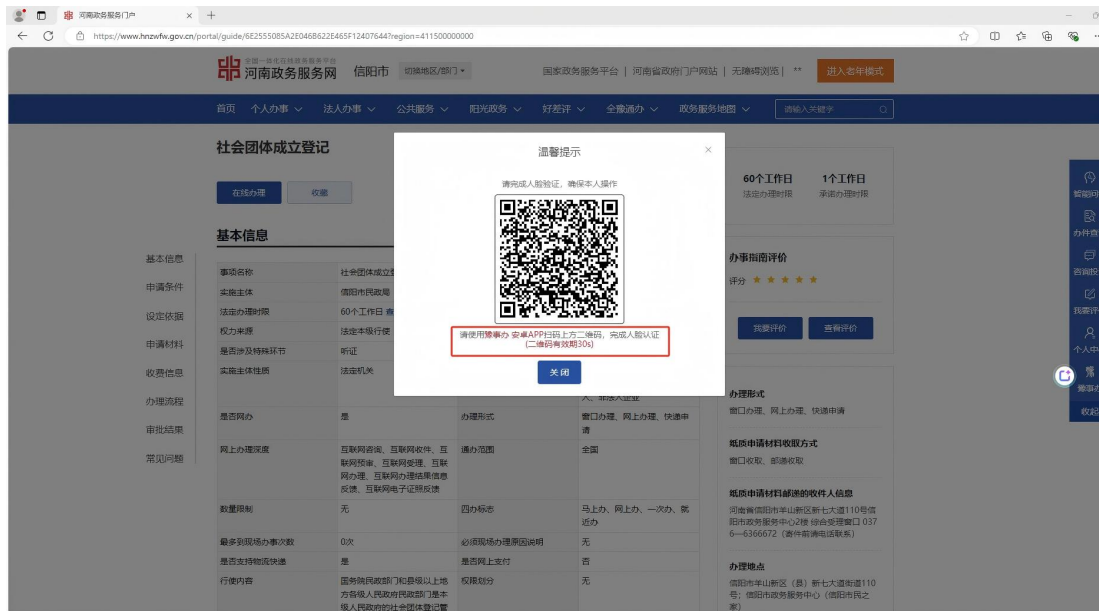 河南政务服务门户
https://www.hnzwfw.gov.cn/portal/guide/6E2555085A2E046B622E465F12407644?region=411500000000
全国一体化在线政务服务平台
河南政务服务网
信阳市
切换地区/部门
国家政务服务平台 | 河南省政府门户网站 | 无障碍浏览 | **
进入老年模式
首页 个人办事 法人办事 公共服务 阳光政务 好差评 全豫通办 政务服务地图
请输入关键字
社会团体成立登记
在线办理 收藏
温馨提示
请完成人脸验证，确保本人操作
请使用豫事办 安卓APP扫码上方二维码，完成人脸认证
(二维码有效期30s)
关闭
60个工作日 1个工作日
法定办理时限 承诺办理时限
基本信息
基本信息
申请条件
设定依据
申请材料
收费信息
办理流程
审批结果
常见问题
事项名称 社会团体成立登
实施主体 信阳市民政局
法定办理时限 60个工作日 查
权力来源 法定本级行使
是否涉及特殊环节 听证
实施主体性质 法定机关
人、非法人企业
是否网办 是 办理形式 窗口办理、网上办理、快递申
请
网上办理深度 互联网咨询、互联网收件、互 通办范围 全国
联网预审、互联网受理、互联
网办理、互联网办理结果信息
反馈、互联网电子证照反馈
数量限制 无 四办标志 马上办、网上办、一次办、就
近办
最多到现场办事次数 0次 必须现场办理原因说明 无
是否支持物流快递 是 是否网上支付 否
行使内容 国务院民政部门和县级以上地 权限划分 无
方各级人民政府民政部门是本
级人民政府的社会团体登记管
办事指南评价
评分
我要评价 查看评价
办理形式
窗口办理、网上办理、快递申请
纸质申请材料收取方式
窗口收取、邮递收取
纸质申请材料邮递的收件人信息
河南省信阳市羊山新区新七大道110号信
阳市政务服务中心2楼 综合受理窗口 037
6—6366672（寄件前请电话联系）
办理地点
信阳市羊山新区（县）新七大道街道110
号；信阳市政务服务中心（信阳市民之
家）
智能问
办件查
咨询投
我要评
个人中
豫事办
收起